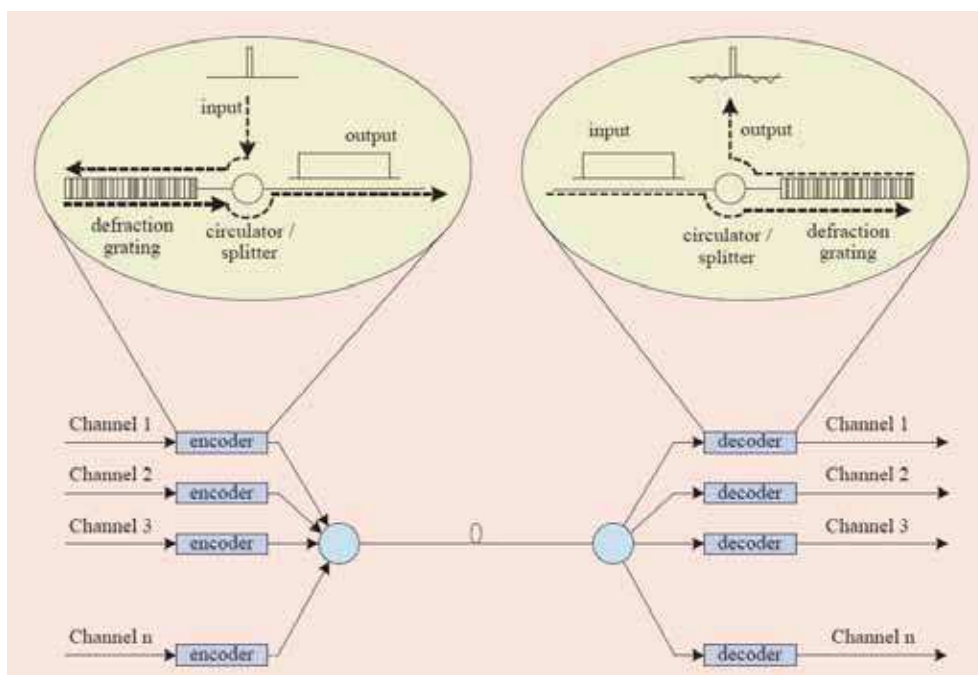 input
output
defraction
grating
circulator /
splitter
input
output
circulator /
splitter
defraction
grating
Channel 1
encoder
decoder
Channel 1
Channel 2
encoder
decoder
Channel 2
Channel 3
encoder
decoder
Channel 3
Channel n
encoder
decoder
Channel n